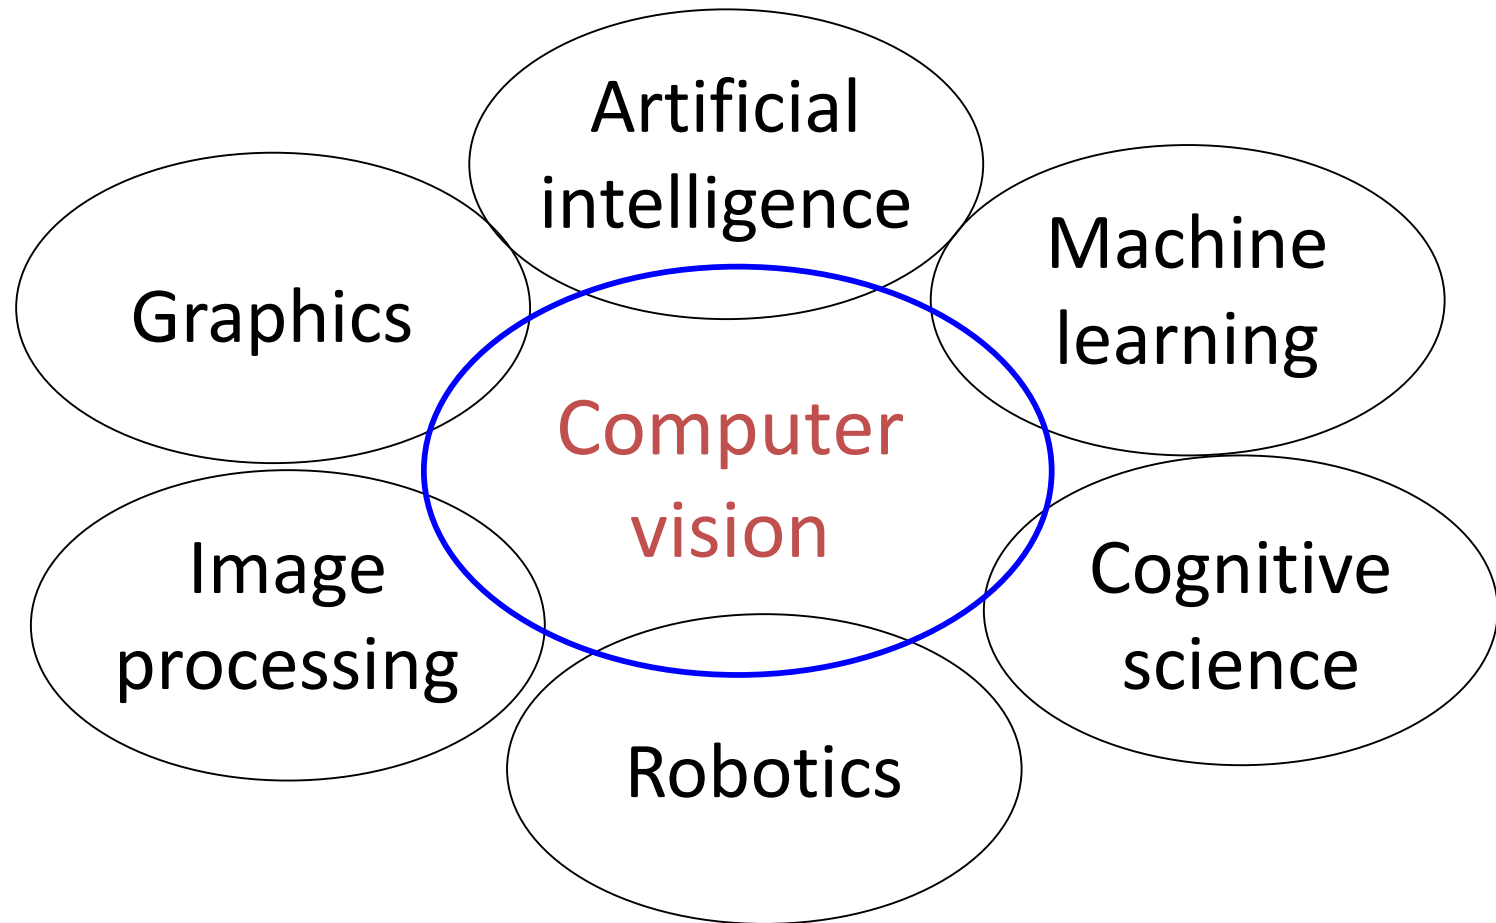 Artificial
intelligence
Machine
learning
Graphics
Computer
vision
Image
processing
Cognitive
science
Robotics